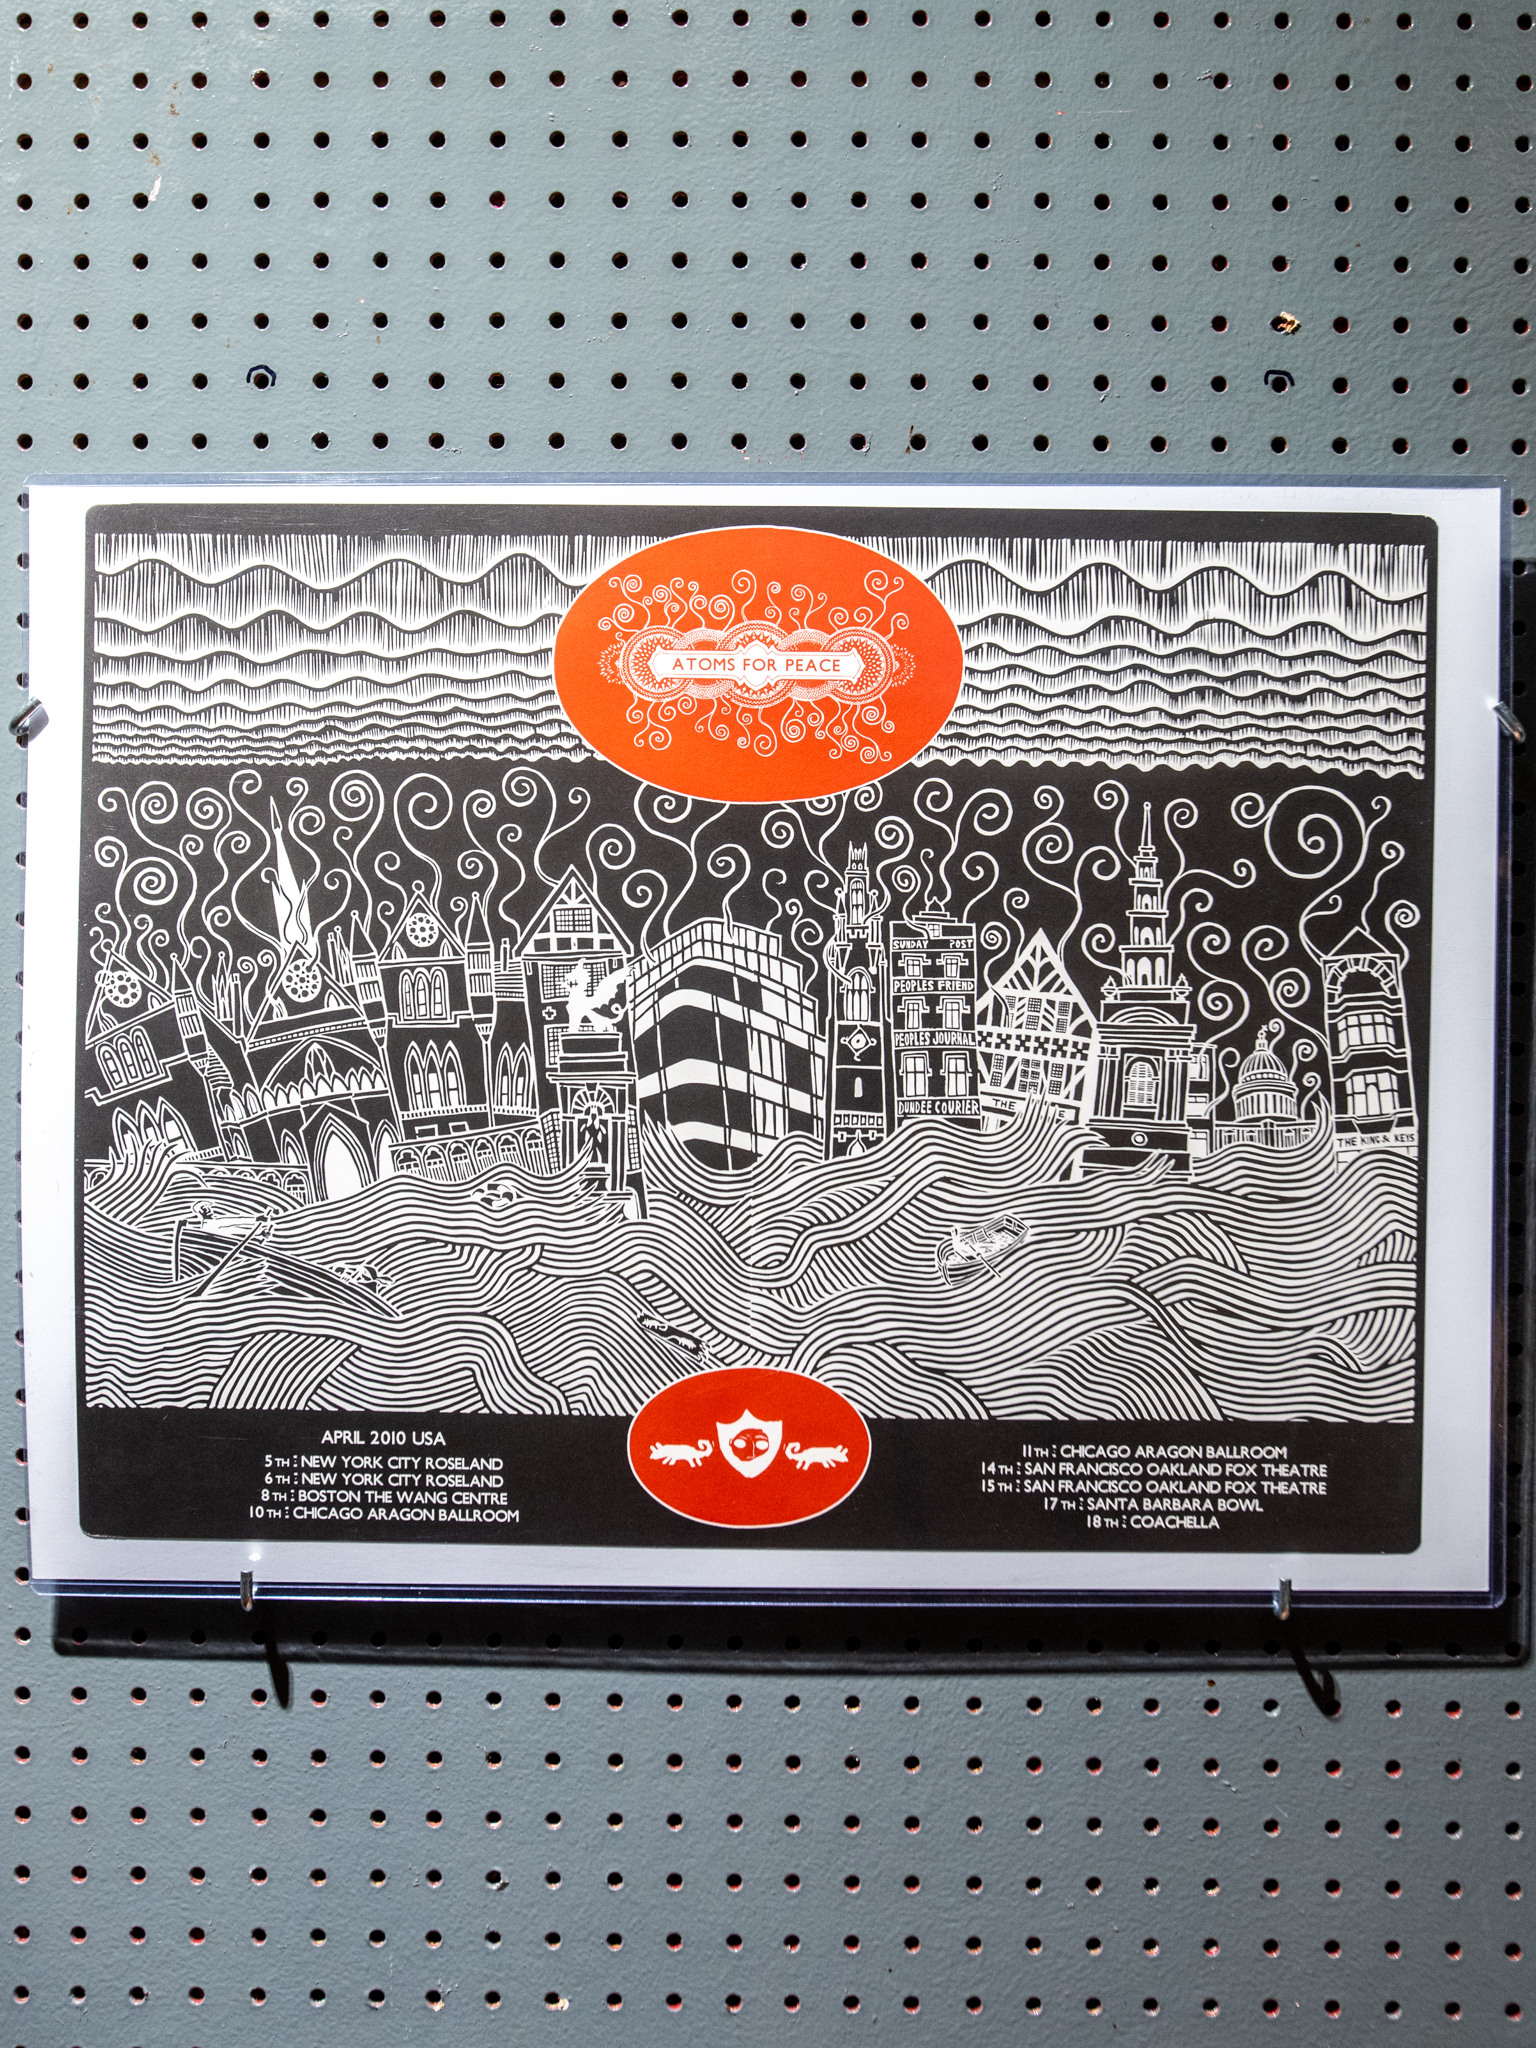 ATOMS FOR PEACE
SUNDAY POST
PEOPLES FRIEND
PEOPLES JOURNAL
DUNDEE COURIER
THE
THE KING & KEYS
APRIL 2010 USA
5TH: NEW YORK CITY ROSELAND
6TH: NEW YORK CITY ROSELAND
8TH: BOSTON THE WANG CENTRE
10TH: CHICAGO ARAGON BALLROOM
11TH: CHICAGO ARAGON BALLROOM
14TH: SAN FRANCISCO OAKLAND FOX THEATRE
15TH: SAN FRANCISCO OAKLAND FOX THEATRE
17TH: SANTA BARBARA BOWL
18TH: COACHELLA